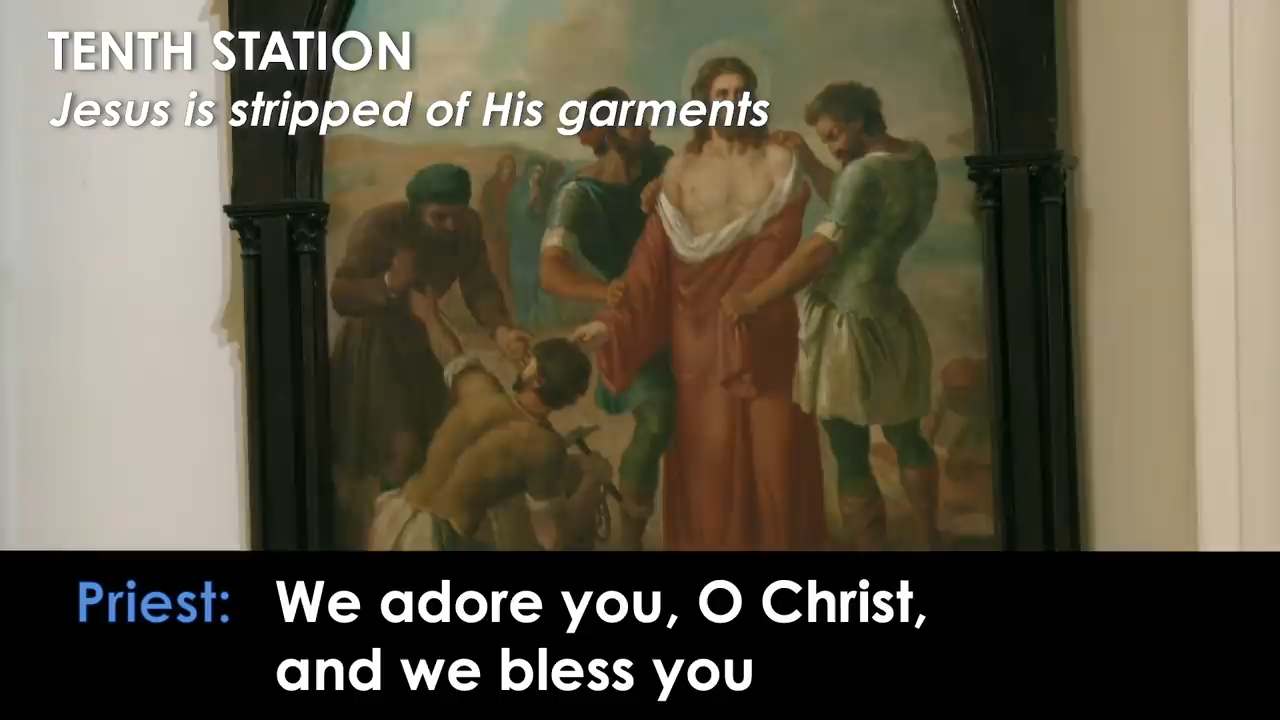 TENTH STATION
Jesus is stripped of His garments
Priest: We adore you, O Christ,
and we bless you